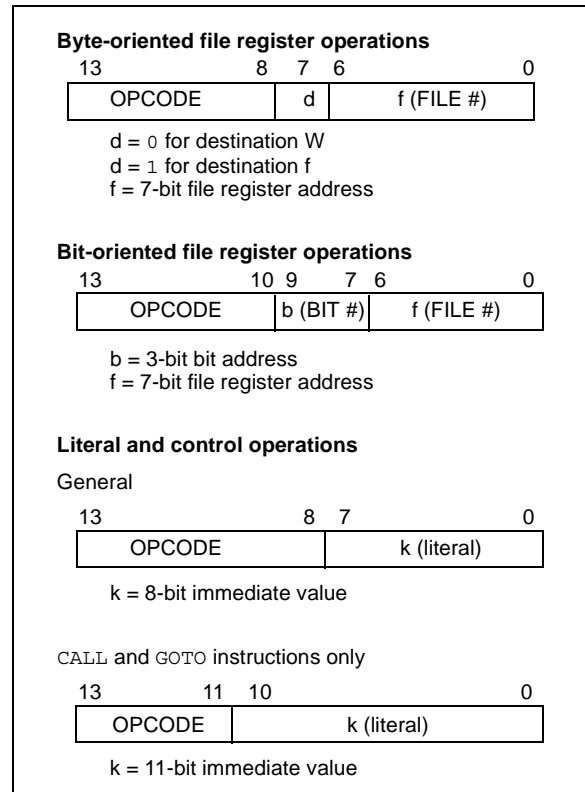 Byte-oriented file register operations
13 8 7 6 0
OPCODE d f (FILE #)
d = 0 for destination W
d = 1 for destination f
f = 7-bit file register address
Bit-oriented file register operations
13 10 9 7 6 0
OPCODE b (BIT #) f (FILE #)
b = 3-bit bit address
f = 7-bit file register address
Literal and control operations
General
13 8 7 0
OPCODE k (literal)
k = 8-bit immediate value
CALL and GOTO instructions only
13 11 10 0
OPCODE k (literal)
k = 11-bit immediate value